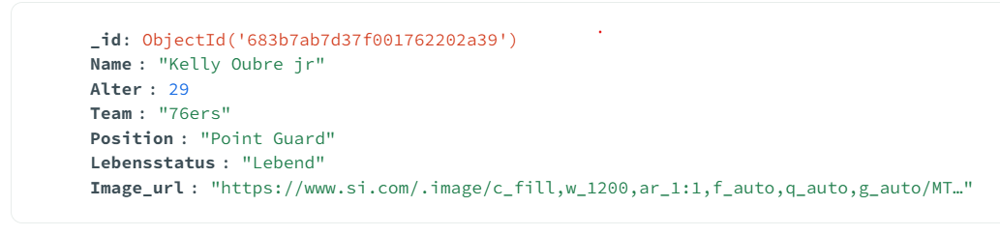 _id: ObjectId('683b7ab7d37f001762202a39')
Name : "Kelly Oubre jr"
Alter : 29
Team : "76ers"
Position : "Point Guard"
Lebensstatus : "Lebend"
Image_url : "https://www.si.com/.image/c_fill,w_1200,ar_1:1,f_auto,q_auto,g_auto/MT…"